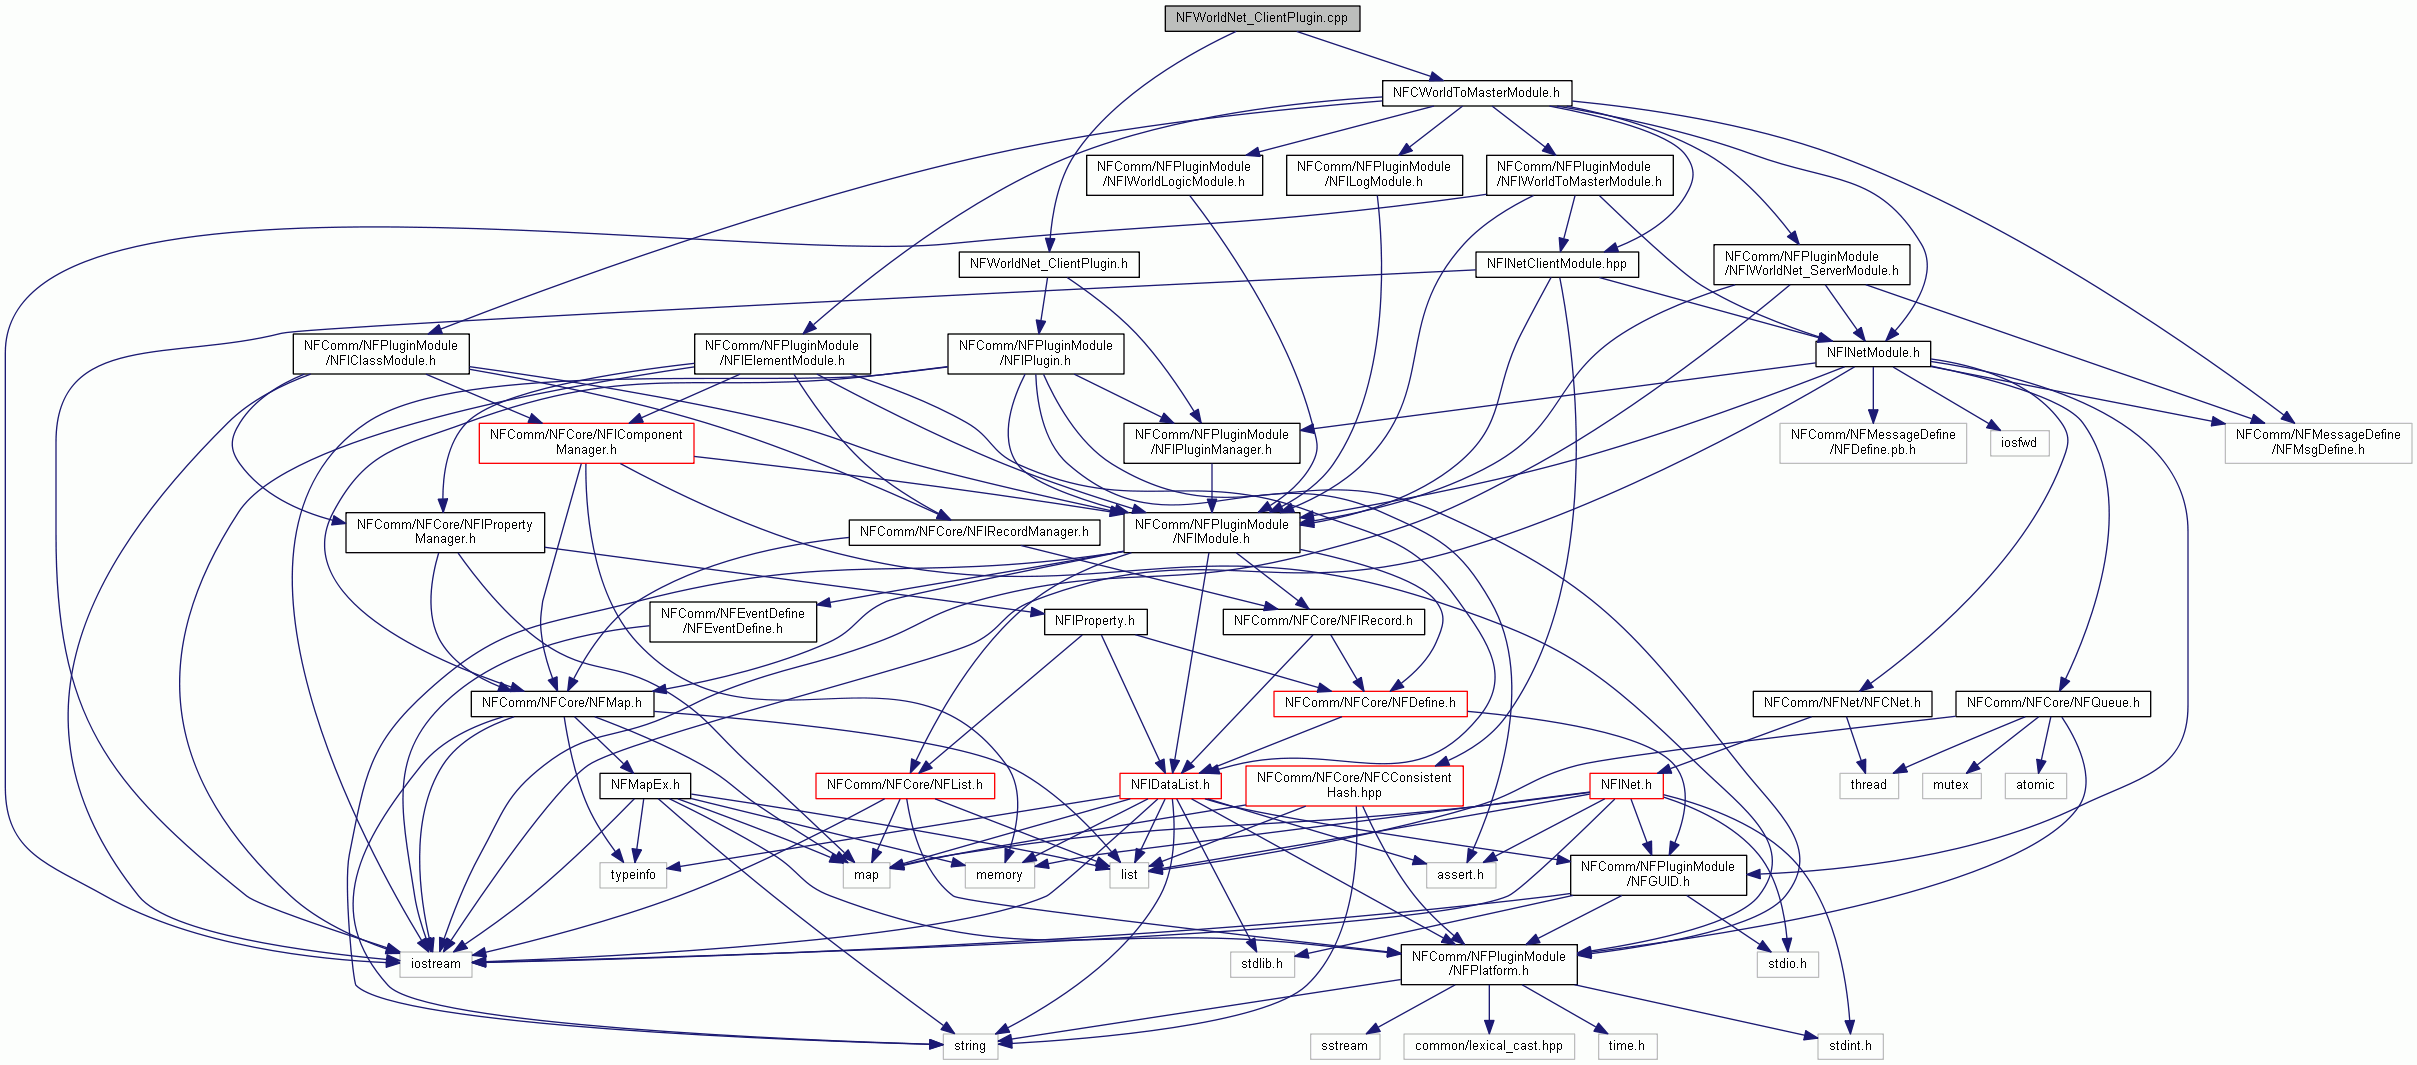 NFWorldNet_ClientPlugin.cpp
NFCWorldToMasterModule.h
NFComm/NFPluginModule
/NFIWorldLogicModule.h
NFComm/NFPluginModule
/NFILogModule.h
NFComm/NFPluginModule
/NFIWorldToMasterModule.h
NFWorldNet_ClientPlugin.h
NFINetClientModule.hpp
NFComm/NFPluginModule
/NFIWorldNet_ServerModule.h
NFComm/NFPluginModule
/NFIClassModule.h
NFComm/NFPluginModule
/NFIElementModule.h
NFComm/NFPluginModule
/NFIPlugin.h
NFINetModule.h
NFComm/NFCore/NFIComponent
Manager.h
NFComm/NFPluginModule
/NFIPluginManager.h
NFComm/NFMessageDefine
/NFDefine.pb.h
iosfwd
NFComm/NFMessageDefine
/NFMsgDefine.h
NFComm/NFCore/NFIProperty
Manager.h
NFComm/NFCore/NFIRecordManager.h
NFComm/NFPluginModule
/NFIModule.h
NFComm/NFEventDefine
/NFEventDefine.h
NFIProperty.h
NFComm/NFCore/NFIRecord.h
NFComm/NFCore/NFMap.h
NFComm/NFCore/NFDefine.h
NFComm/NFNet/NFCNet.h
NFComm/NFCore/NFQueue.h
NFMapEx.h
NFComm/NFCore/NFList.h
NFIDataList.h
NFComm/NFCore/NFCConsistent
Hash.hpp
NFINet.h
thread
mutex
atomic
typeinfo
map
memory
list
assert.h
NFComm/NFPluginModule
/NFGUID.h
iostream
stdlib.h
NFComm/NFPluginModule
/NFPlatform.h
stdio.h
string
sstream
common/lexical_cast.hpp
time.h
stdint.h